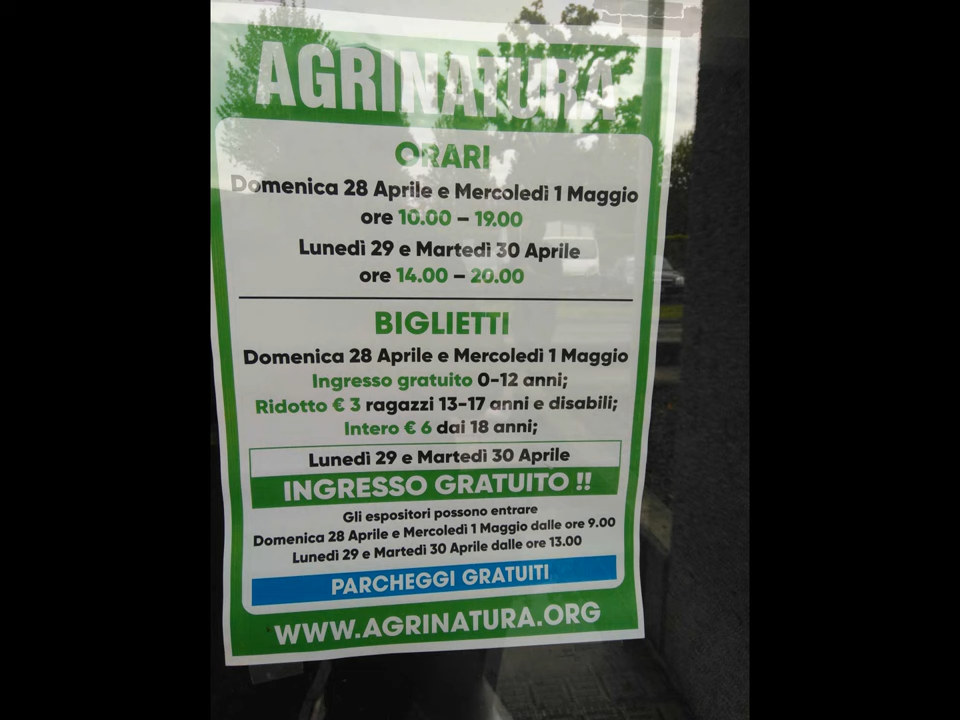 AGRINATURA
ORARI
Domenica 28 Aprile e Mercoledì 1 Maggio
ore 10.00 – 19.00
Lunedì 29 e Martedì 30 Aprile
ore 14.00 – 20.00
BIGLIETTI
Domenica 28 Aprile e Mercoledì 1 Maggio
Ingresso gratuito 0-12 anni;
Ridotto € 3 ragazzi 13-17 anni e disabili;
Intero € 6 dai 18 anni;
Lunedì 29 e Martedì 30 Aprile
INGRESSO GRATUITO !!
Gli espositori possono entrare
Domenica 28 Aprile e Mercoledì 1 Maggio dalle ore 9.00
Lunedì 29 e Martedì 30 Aprile dalle ore 13.00
PARCHEGGI GRATUITI
WWW.AGRINATURA.ORG